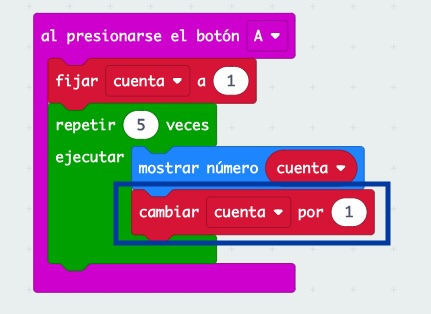 al presionarse el botón A
fijar cuenta a 1
repetir 5 veces
ejecutar
mostrar número cuenta
cambiar cuenta por 1